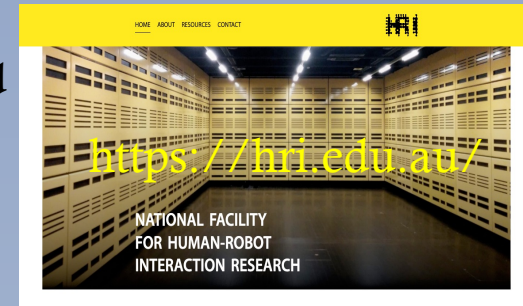 HOME ABOUT RESOURCES CONTACT
HRI
https://hri.edu.au/
NATIONAL FACILITY
FOR HUMAN-ROBOT
INTERACTION RESEARCH